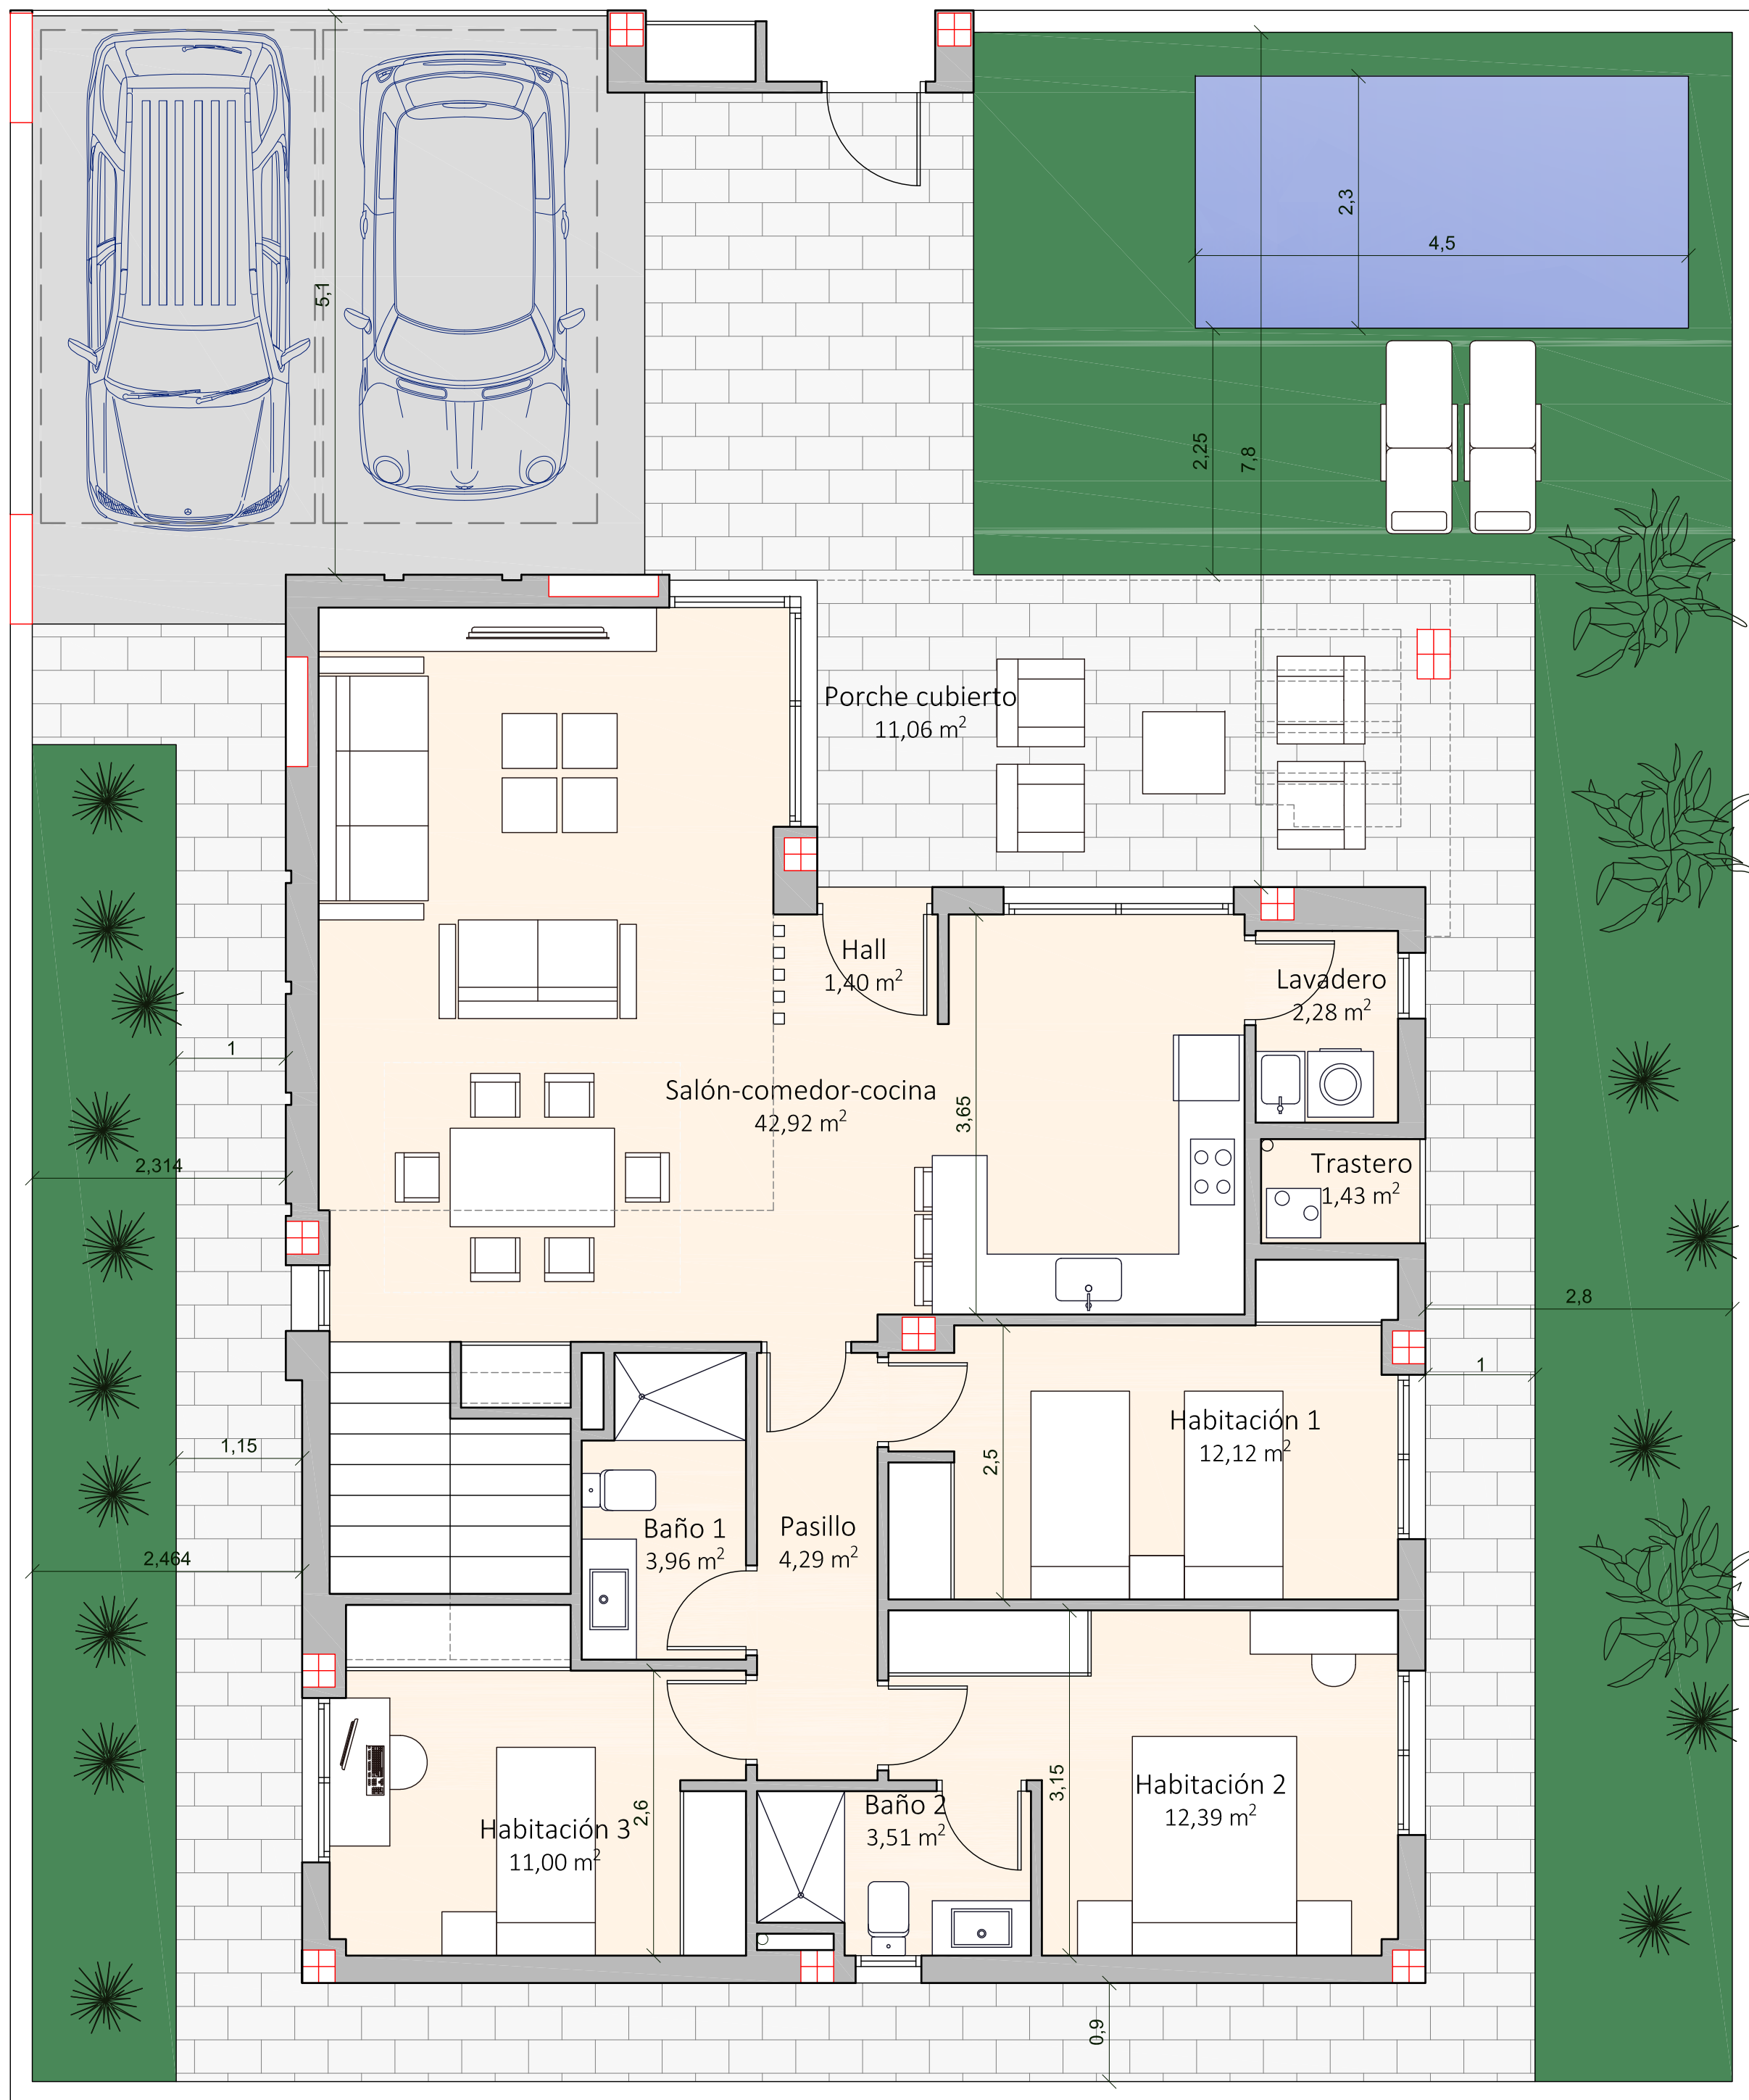 5,1
2,3
4,5
2,25
7,8
Porche cubierto
11,06 m²
Hall
1,40 m²
Lavadero
2,28 m²
1
Salón-comedor-cocina
42,92 m²
3,65
2,314
Trastero
1,43 m²
2,8
1
Habitación 1
12,12 m²
2,5
1,15
Baño 1
3,96 m²
Pasillo
4,29 m²
2,464
Habitación 2
12,39 m²
3,15
Baño 2
3,51 m²
Habitación 3
11,00 m²
2,6
0,9